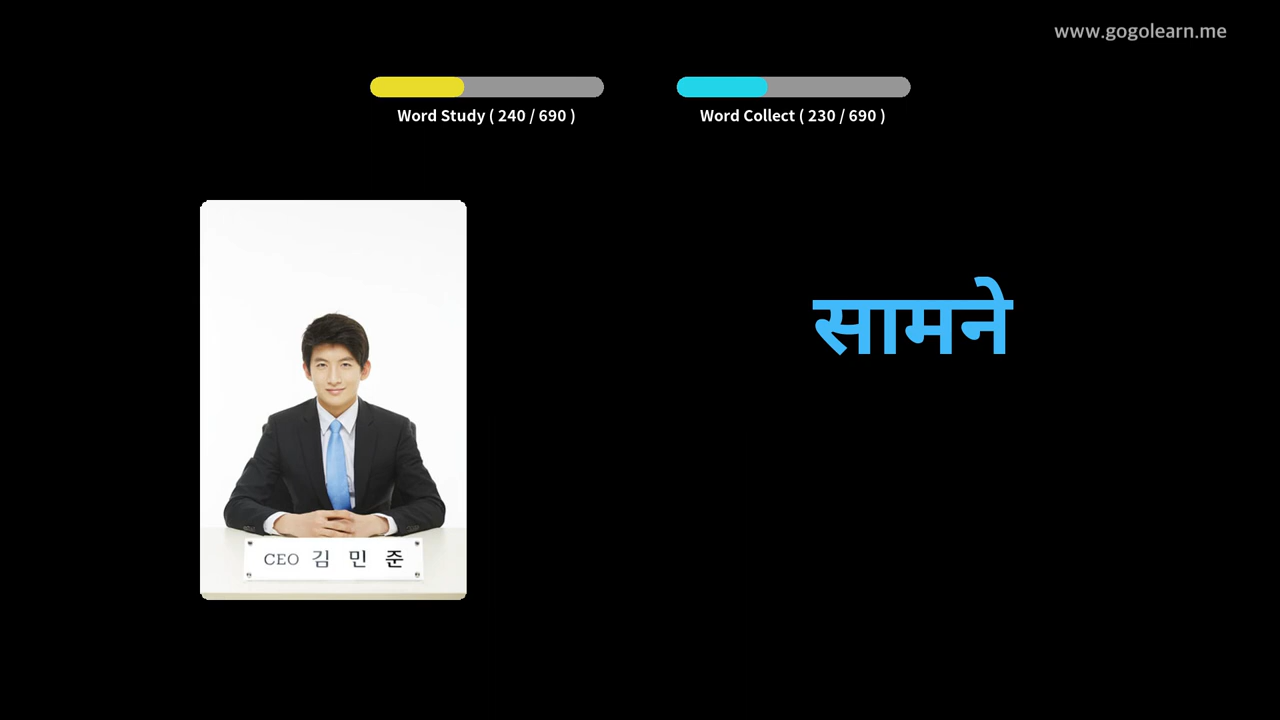 www.gogolearn.me
Word Study ( 240 / 690 )
Word Collect ( 230 / 690 )
सामने
CEO 김 민 준